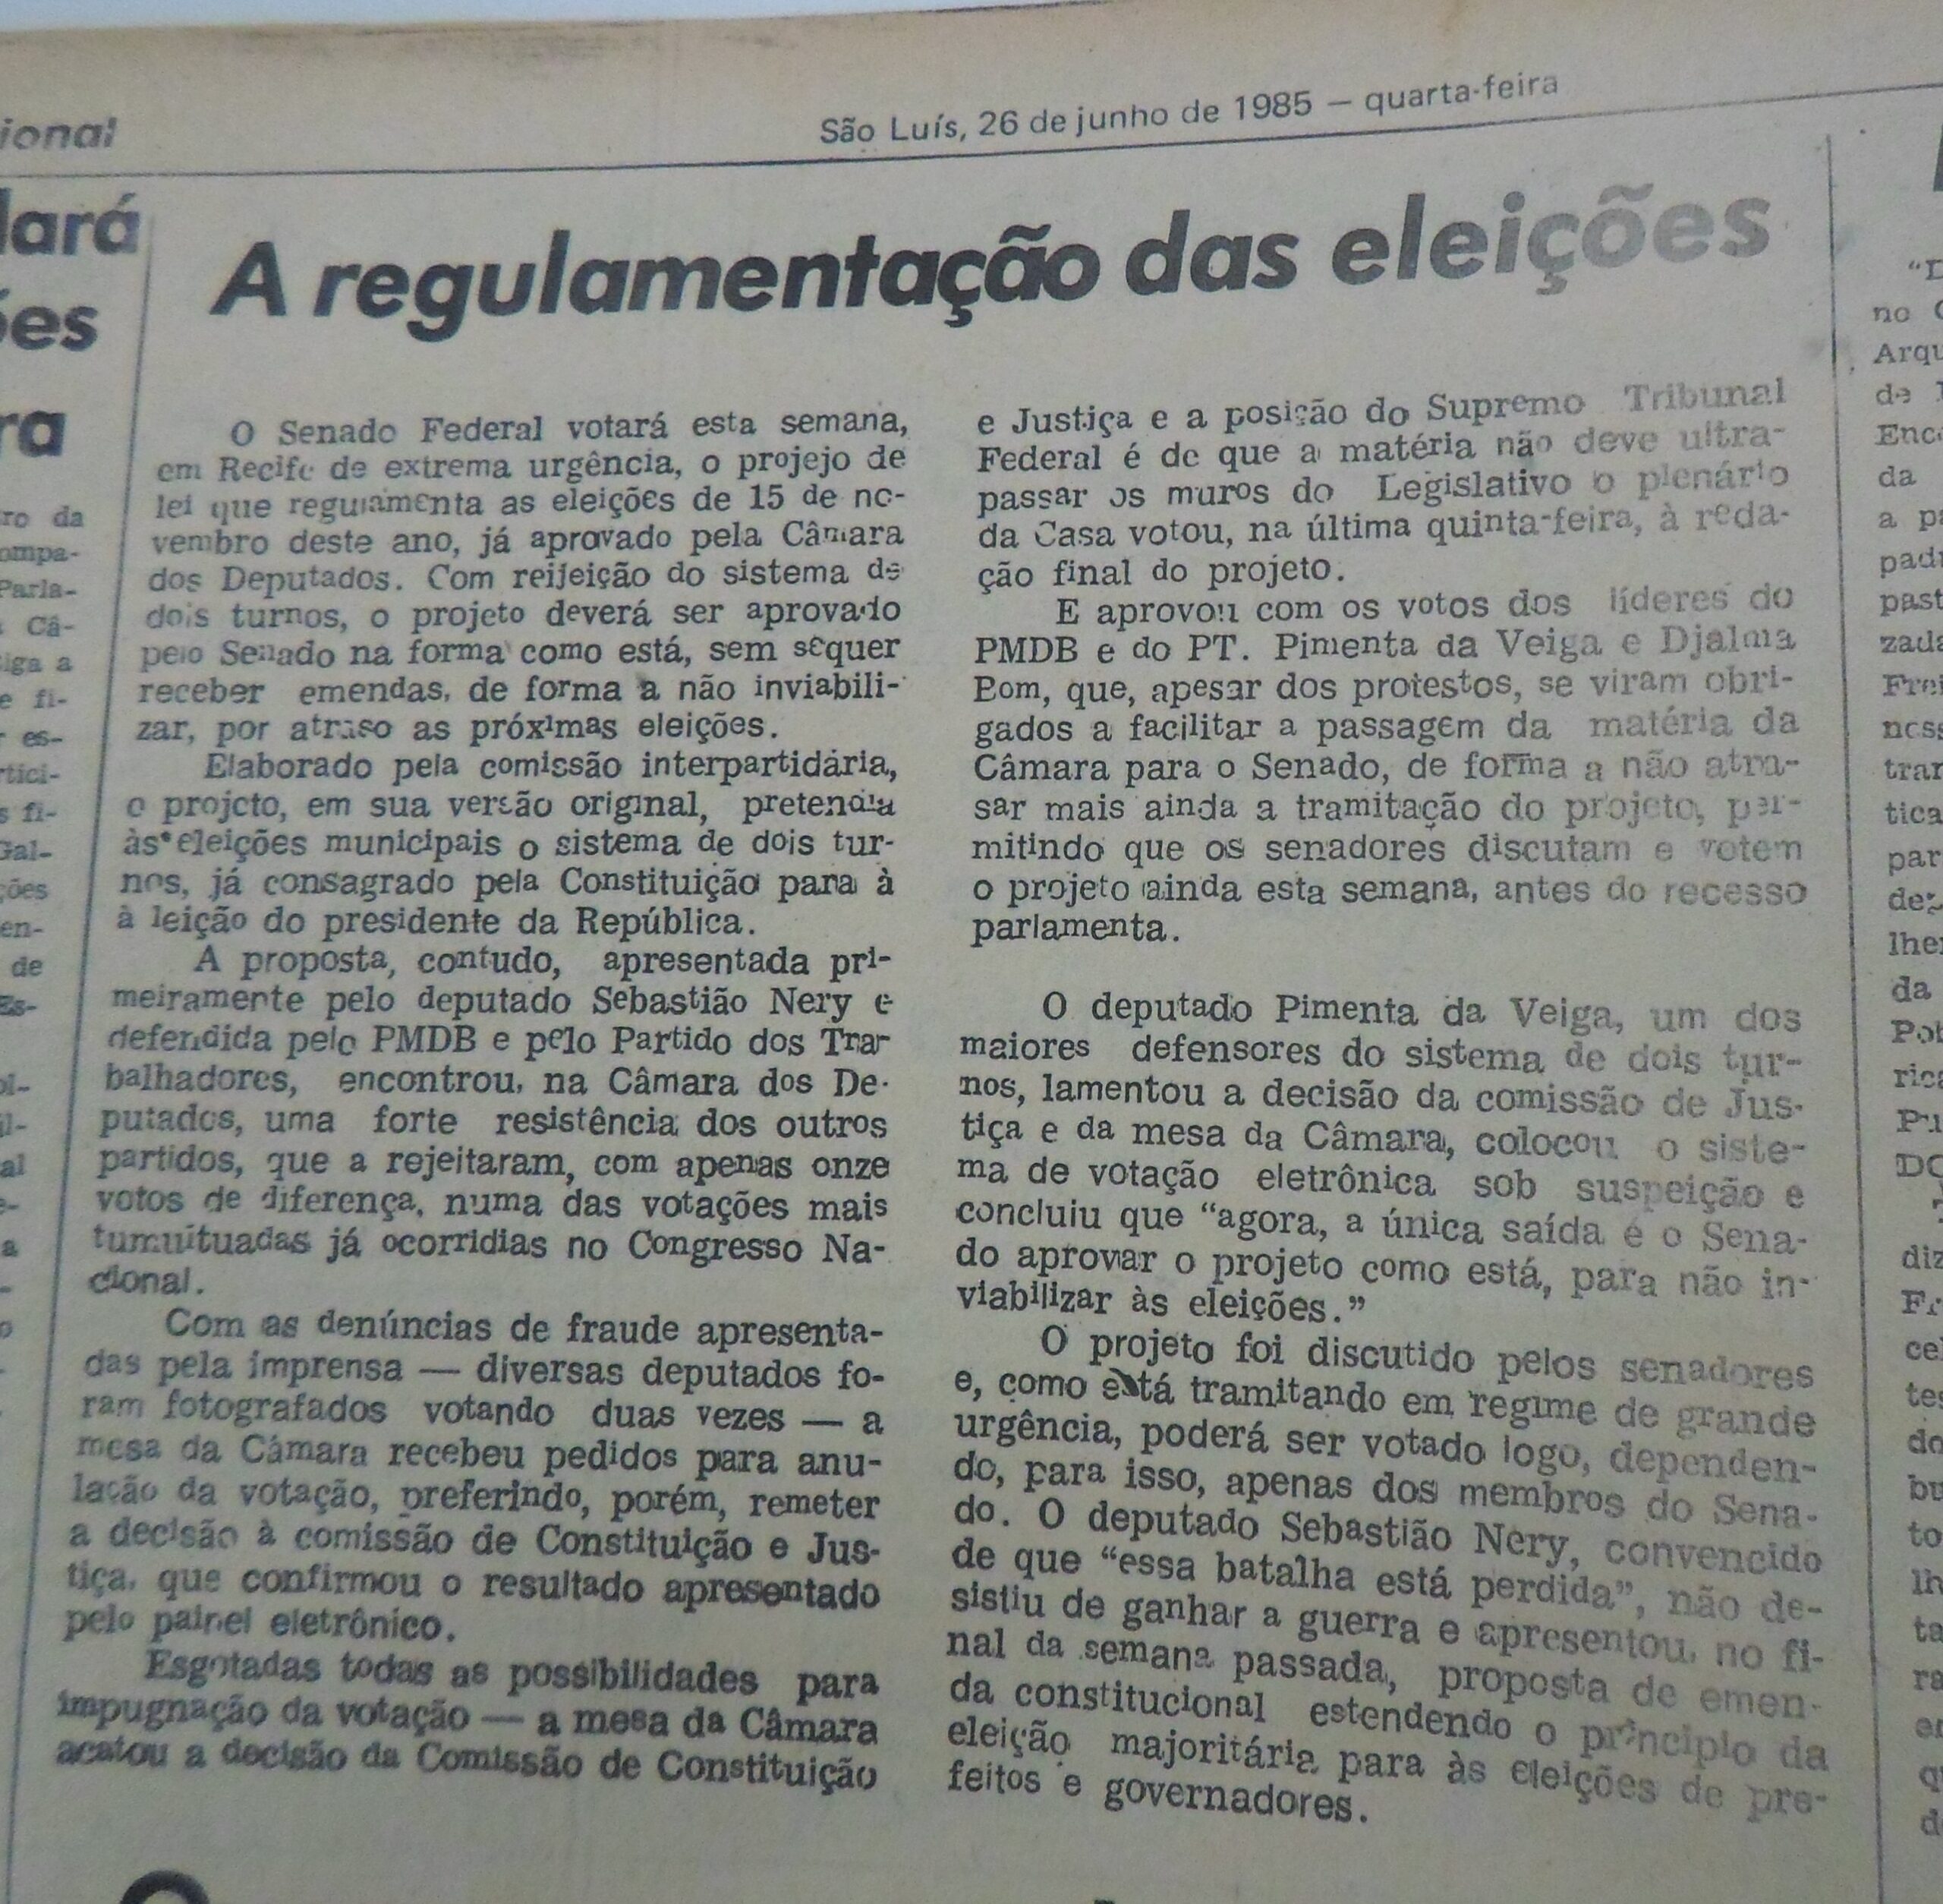 ional
São Luís, 26 de junho de 1985 — quarta-feira
lará
ões
ra
A regulamentação das eleições
O Senado Federal votará esta semana,
em Recife de extrema urgência, o projejo de
lei que regulamenta as eleições de 15 de no-
vembro deste ano, já aprovado pela Câmara
dos Deputados. Com reijeição do sistema de
dois turnos, o projeto deverá ser aprovado
pelo Senado na forma como está, sem sequer
receber emendas, de forma a não inviabili-
zar, por atraso as próximas eleições.
Elaborado pela comissão interpartidária,
o projeto, em sua versão original, pretendia
às eleições municipais o sistema de dois tur-
nos, já consagrado pela Constituição para à
à leição do presidente da República.
A proposta, contudo, apresentada pri-
meiramente pelo deputado Sebastião Nery e
defendida pelo PMDB e pelo Partido dos Tra-
balhadores, encontrou, na Câmara dos De-
putados, uma forte resistência dos outros
partidos, que a rejeitaram, com apenas onze
votos de diferença, numa das votações mais
tumuituadas já ocorridias no Congresso Na-
cional.
Com as denúncias de fraude apresenta-
das pela imprensa — diversas deputados fo-
ram fotografados votando duas vezes — a
mesa da Câmara recebeu pedidos para anu-
lação da votação, preferindo, porém, remeter
a decisão à comissão de Constituição e Jus-
tiça, que confirmou o resultado apresentado
pelo painel eletrônico.
Esgotadas todas as possibilidades para
impugnação da votação — a mesa da Câmara
acatou a decisão da Comissão de Constituição
e Justiça e a posição do Supremo Tribunal
Federal é de que a matéria não deve ultra-
passar os muros do Legislativo o plenário
da Casa votou, na última quinta-feira, à reda-
ção final do projeto.
E aprovou com os votos dos líderes do
PMDB e do PT. Pimenta da Veiga e Djalma
Bom, que, apesar dos protestos, se viram obri-
gados a facilitar a passagem da matéria da
Câmara para o Senado, de forma a não atra-
sar mais ainda a tramitação do projeto, per-
mitindo que os senadores discutam e votem
o projeto ainda esta semana, antes do recesso
parlamenta.
O deputado Pimenta da Veiga, um dos
maiores defensores do sistema de dois tur-
nos, lamentou a decisão da comissão de Jus-
tiça e da mesa da Câmara, colocou o siste-
ma de votação eletrônica sob suspeição e
concluiu que “agora, a única saída é o Sena-
do aprovar o projeto como está, para não in-
viabilizar às eleições.”
O projeto foi discutido pelos senadores
e, como está tramitando em regime de grande
urgência, poderá ser votado logo, dependen-
do, para isso, apenas dos membros do Sena-
do. O deputado Sebastião Nery, convencido
de que “essa batalha está perdida”, não de-
sistiu de ganhar a guerra e apresentou, no fi-
nal da semana passada, proposta de emen-
da constitucional estendendo o princípio da
eleição majoritária para às eleições de pre-
feitos e governadores.